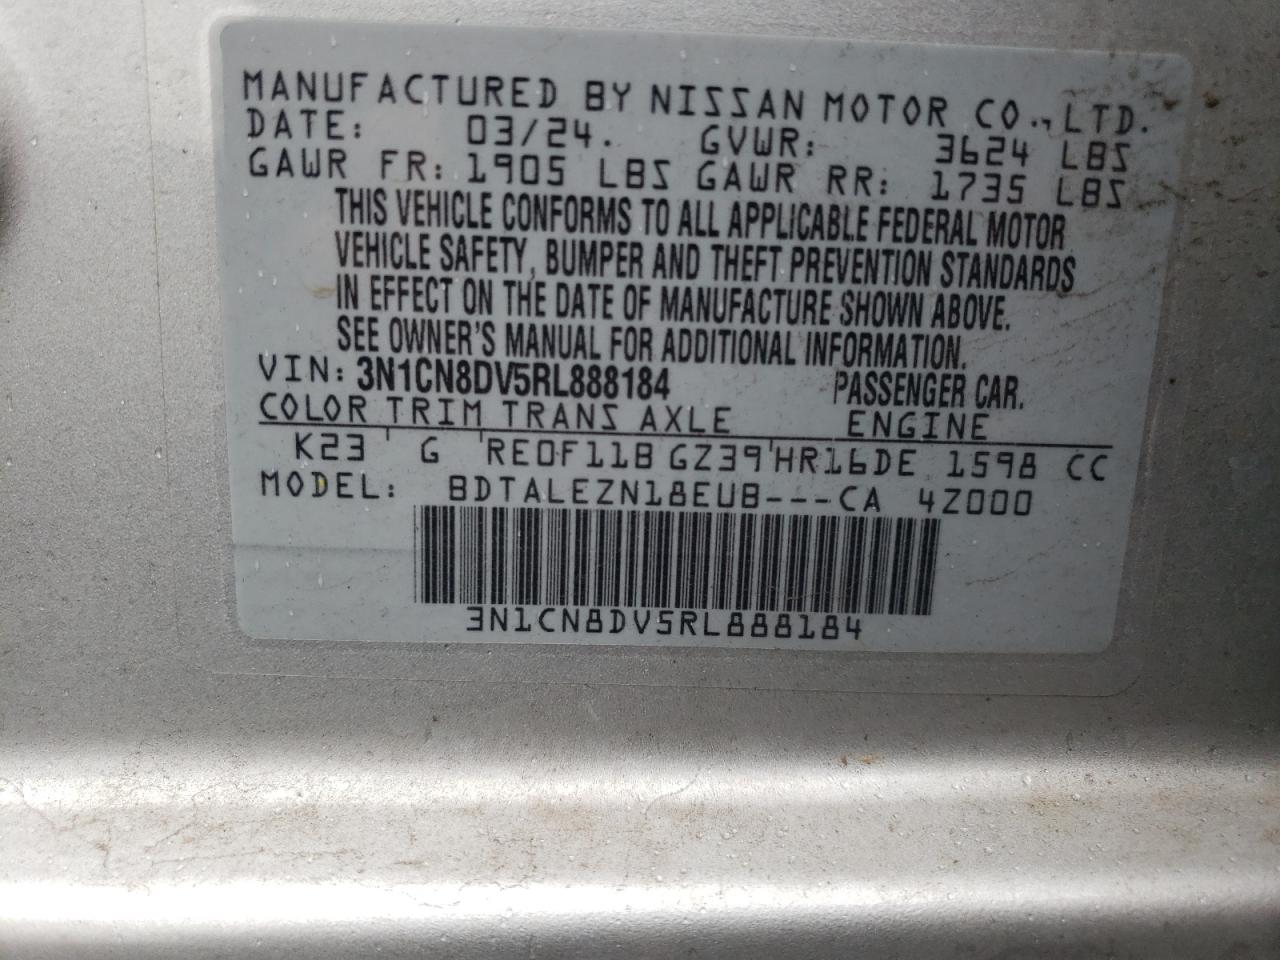 MANUFACTURED BY NISSAN MOTOR CO., LTD.
DATE: 03/24. GVWR: 3624 LBS
GAWR FR: 1905 LBS GAWR RR: 1735 LBS
THIS VEHICLE CONFORMS TO ALL APPLICABLE FEDERAL MOTOR
VEHICLE SAFETY, BUMPER AND THEFT PREVENTION STANDARDS
IN EFFECT ON THE DATE OF MANUFACTURE SHOWN ABOVE.
SEE OWNER'S MANUAL FOR ADDITIONAL INFORMATION.
VIN: 3N1CN8DV5RL888184 PASSENGER CAR.
COLOR TRIM TRANS AXLE ENGINE
K23 G RE0F11B GZ39 HR16DE 1598 CC
MODEL: BDTALEZN18EUB---CA 4Z000
3N1CN8DV5RL888184